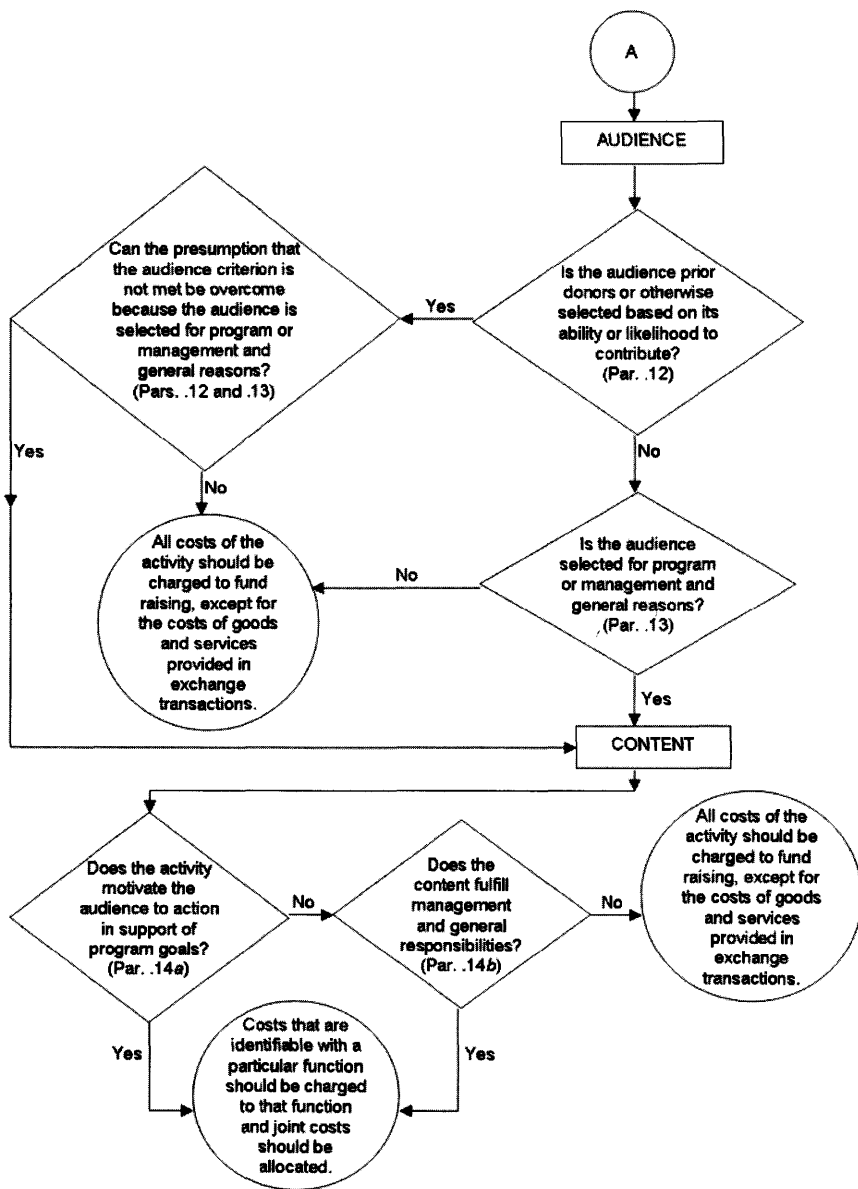 A
AUDIENCE
Can the presumption that
the audience criterion is
not met be overcome
because the audience is
selected for program or
management and
general reasons?
(Pars. .12 and .13)
Yes
Is the audience prior
donors or otherwise
selected based on its
ability or likelihood to
contribute?
(Par. .12)
Yes
No
No
All costs of the
activity should be
charged to fund
raising, except for
the costs of goods
and services
provided in
exchange
transactions.
No
Is the audience
selected for program
or management and
general reasons?
(Par. .13)
Yes
CONTENT
Does the activity
motivate the
audience to action
in support of
program goals?
(Par. .14a)
No
Does the
content fulfill
management
and general
responsibilities?
(Par. .14b)
No
All costs of the
activity should be
charged to fund
raising, except for
the costs of goods
and services
provided in
exchange
transactions.
Yes
Costs that are
identifiable with a
particular function
should be charged
to that function
and joint costs
should be
allocated.
Yes